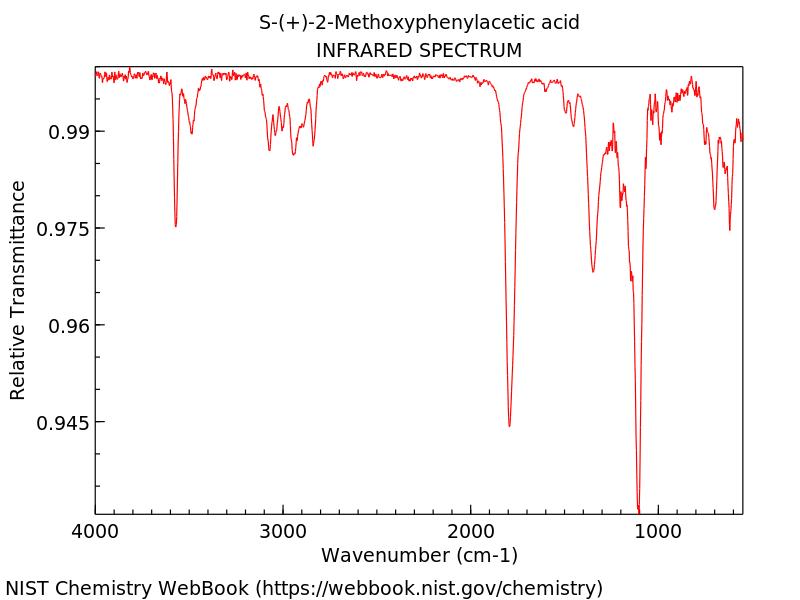 S-(+)-2-Methoxyphenylacetic acid
INFRARED SPECTRUM
0.99
0.975
0.96
0.945
Relative Transmittance
4000 3000 2000 1000
Wavenumber (cm-1)
NIST Chemistry WebBook (https://webbook.nist.gov/chemistry)